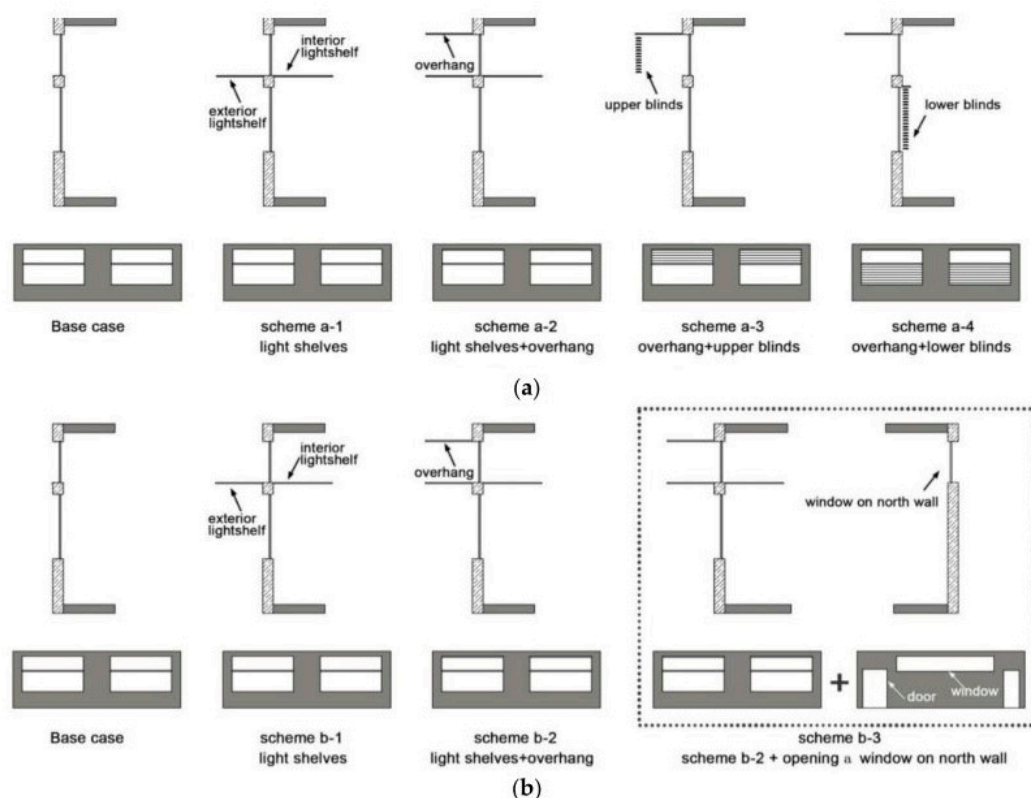 interior
lightshelf
exterior
lightshelf
overhang
upper blinds
lower blinds
Base case
scheme a-1
light shelves
scheme a-2
light shelves+overhang
scheme a-3
overhang+upper blinds
scheme a-4
overhang+lower blinds
(a)
interior
lightshelf
exterior
lightshelf
overhang
window on north wall
+
door
window
Base case
scheme b-1
light shelves
scheme b-2
light shelves+overhang
scheme b-3
scheme b-2 + opening a window on north wall
(b)